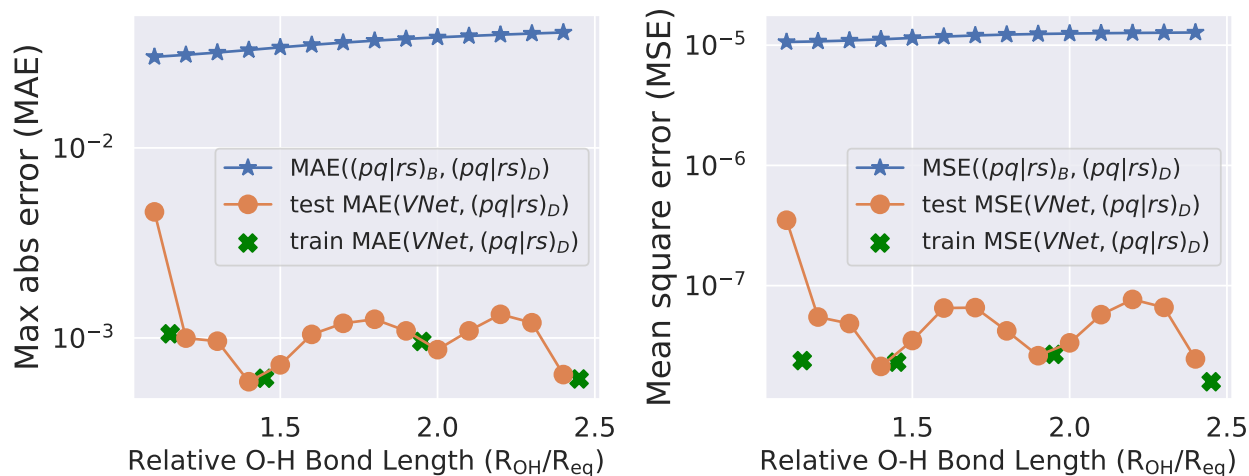 Max abs error (MAE)
10⁻²
10⁻³
MAE((pq|rs)_B, (pq|rs)_D)
test MAE(VNet, (pq|rs)_D)
train MAE(VNet, (pq|rs)_D)
1.5 2.0 2.5
Relative O-H Bond Length (R_OH/R_eq)
Mean square error (MSE)
10⁻⁵
10⁻⁶
10⁻⁷
MSE((pq|rs)_B, (pq|rs)_D)
test MSE(VNet, (pq|rs)_D)
train MSE(VNet, (pq|rs)_D)
1.5 2.0 2.5
Relative O-H Bond Length (R_OH/R_eq)